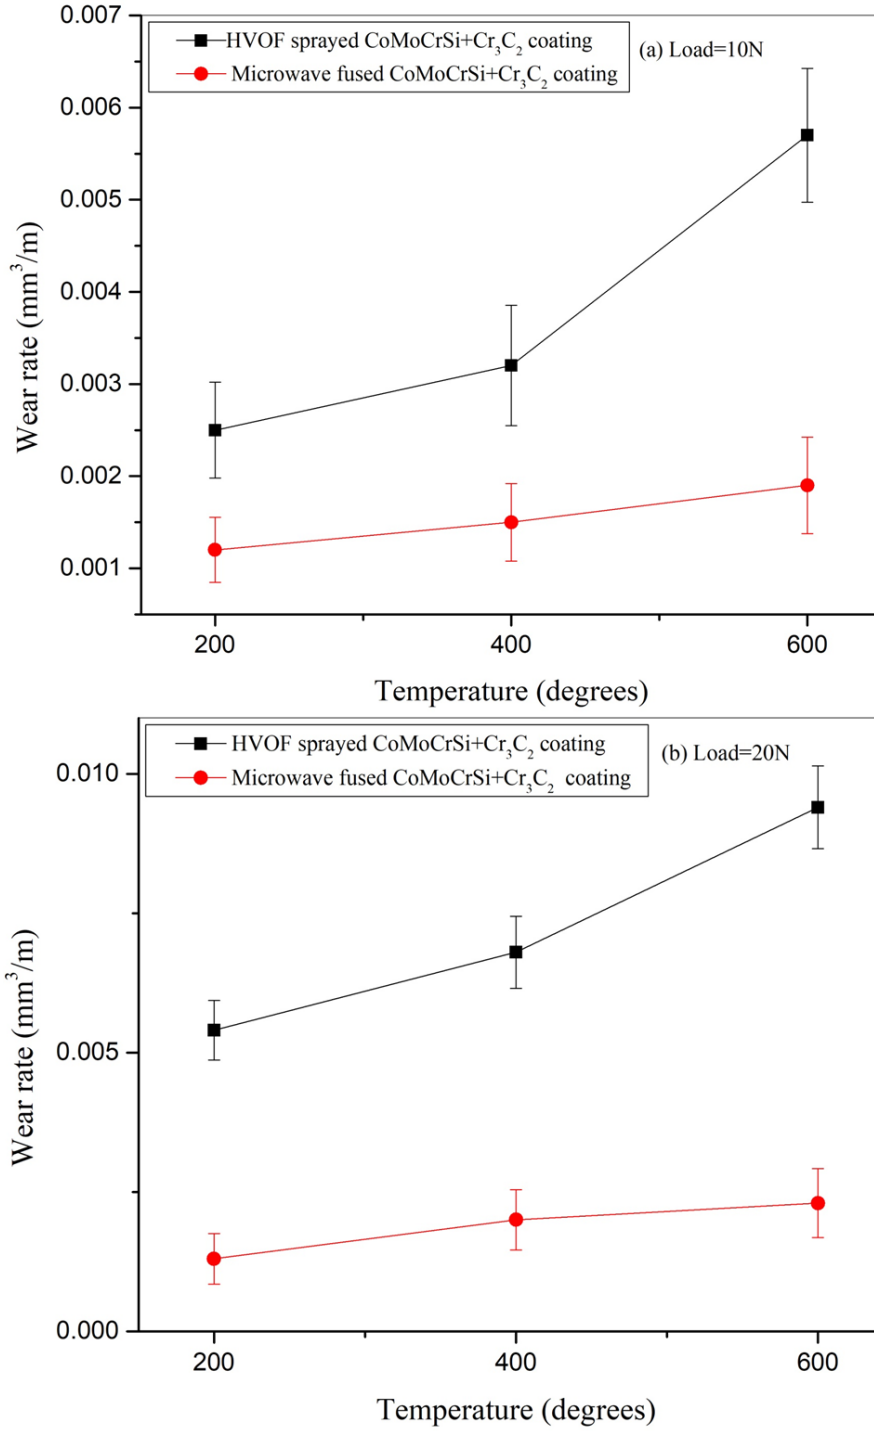 0.007
HVOF sprayed CoMoCrSi+Cr₃C₂ coating
(a) Load=10N
Microwave fused CoMoCrSi+Cr₃C₂ coating
0.006
0.005
0.004
0.003
0.002
0.001
Wear rate (mm³/m)
200 400 600
Temperature (degrees)
HVOF sprayed CoMoCrSi+Cr₃C₂ coating
(b) Load=20N
Microwave fused CoMoCrSi+Cr₃C₂ coating
0.010
0.005
0.000
Wear rate (mm³/m)
200 400 600
Temperature (degrees)